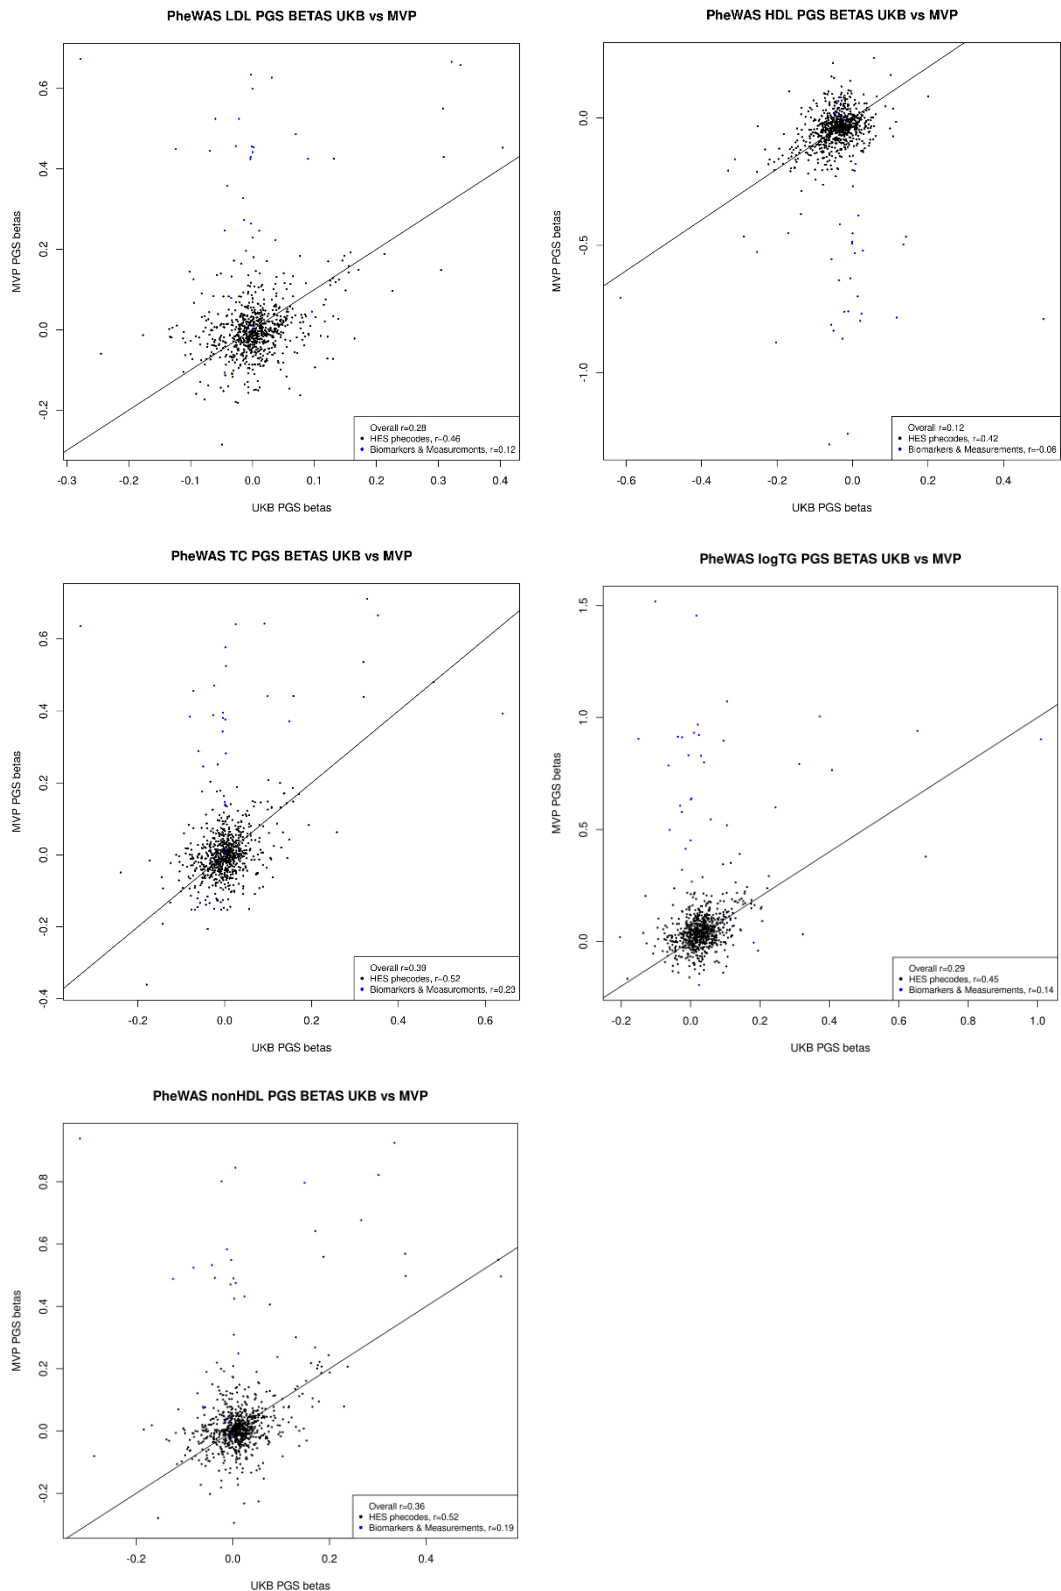 PheWAS LDL PGS BETAS UKB vs MVP
MVP PGS betas
0.6
0.4
0.2
0.0
-0.2
Overall r=0.28
HES phecodes, r=0.46
Biomarkers & Measurements, r=0.12
-0.3 -0.2 -0.1 0.0 0.1 0.2 0.3 0.4
UKB PGS betas
PheWAS HDL PGS BETAS UKB vs MVP
MVP PGS betas
0.0
-0.5
-1.0
Overall r=0.12
HES phecodes, r=0.42
Biomarkers & Measurements, r=-0.06
-0.6 -0.4 -0.2 0.0 0.2 0.4
UKB PGS betas
PheWAS TC PGS BETAS UKB vs MVP
MVP PGS betas
0.6
0.4
0.2
0.0
-0.2
-0.4
Overall r=0.39
HES phecodes, r=0.52
Biomarkers & Measurements, r=0.23
-0.2 0.0 0.2 0.4 0.6
UKB PGS betas
PheWAS logTG PGS BETAS UKB vs MVP
MVP PGS betas
1.5
1.0
0.5
0.0
Overall r=0.29
HES phecodes, r=0.45
Biomarkers & Measurements, r=0.14
-0.2 0.0 0.2 0.4 0.6 0.8 1.0
UKB PGS betas
PheWAS nonHDL PGS BETAS UKB vs MVP
MVP PGS betas
0.8
0.6
0.4
0.2
0.0
-0.2
Overall r=0.36
HES phecodes, r=0.52
Biomarkers & Measurements, r=0.19
-0.2 0.0 0.2 0.4
UKB PGS betas